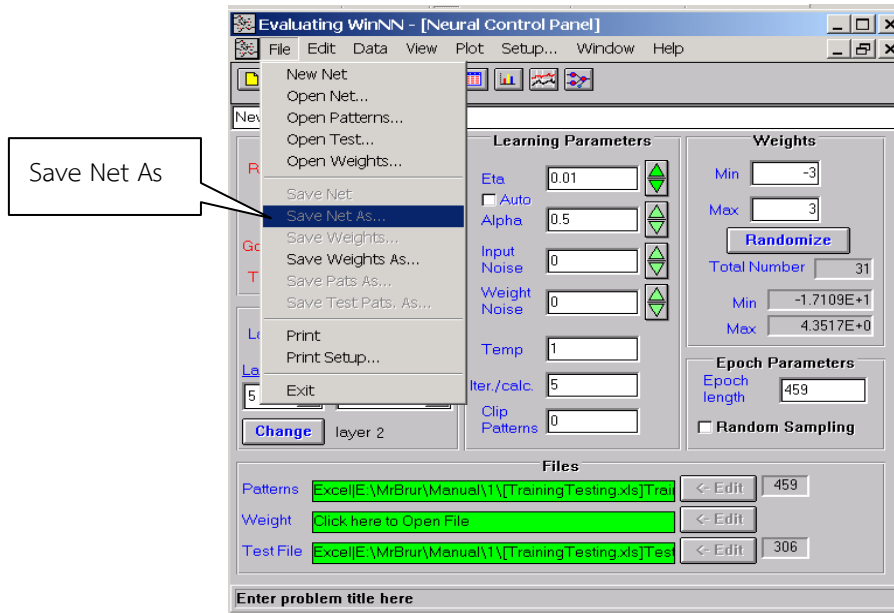 Evaluating WinNN - [Neural Control Panel]
File Edit Data View Plot Setup... Window Help
New Net
Open Net...
Open Patterns...
Open Test...
Open Weights...
Save Net
Save Net As...
Save Weights...
Save Weights As...
Save Pats As...
Save Test Pats. As...
Print
Print Setup...
Exit
Save Net As
Learning Parameters
Eta 0.01
Auto
Alpha 0.5
Input
Noise 0
Weight
Noise 0
Temp 1
Iter./calc. 5
Clip
Patterns 0
Weights
Min -3
Max 3
Randomize
Total Number 31
Min -1.7109E+1
Max 4.3517E+0
Epoch Parameters
Epoch
length 459
Random Sampling
5
Change layer 2
Files
Patterns Excel|E:\MrBrur\Manual\1\[TrainingTesting.xls]Trai <- Edit 459
Weight Click here to Open File <- Edit
Test File Excel|E:\MrBrur\Manual\1\[TrainingTesting.xls]Test <- Edit 306
Enter problem title here